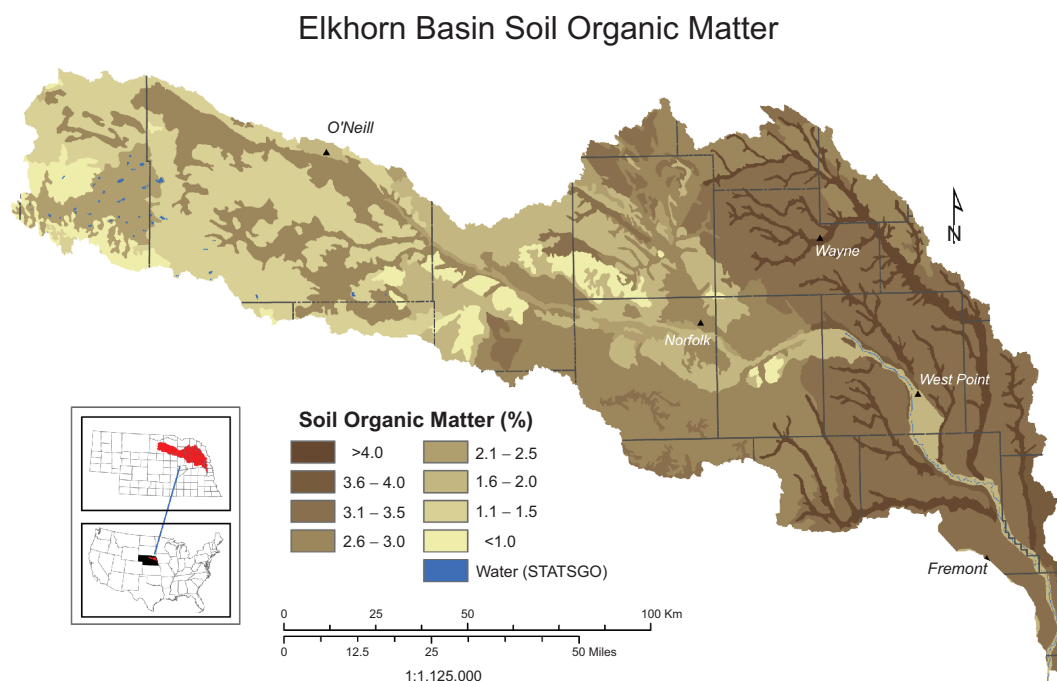 Elkhorn Basin Soil Organic Matter
O'Neill
N
Wayne
Norfolk
West Point
Soil Organic Matter (%)
>4.0
3.6 – 4.0
3.1 – 3.5
2.6 – 3.0
2.1 – 2.5
1.6 – 2.0
1.1 – 1.5
<1.0
Water (STATSGO)
Fremont
0 25 50 100 Km
0 12.5 25 50 Miles
1:1,125,000